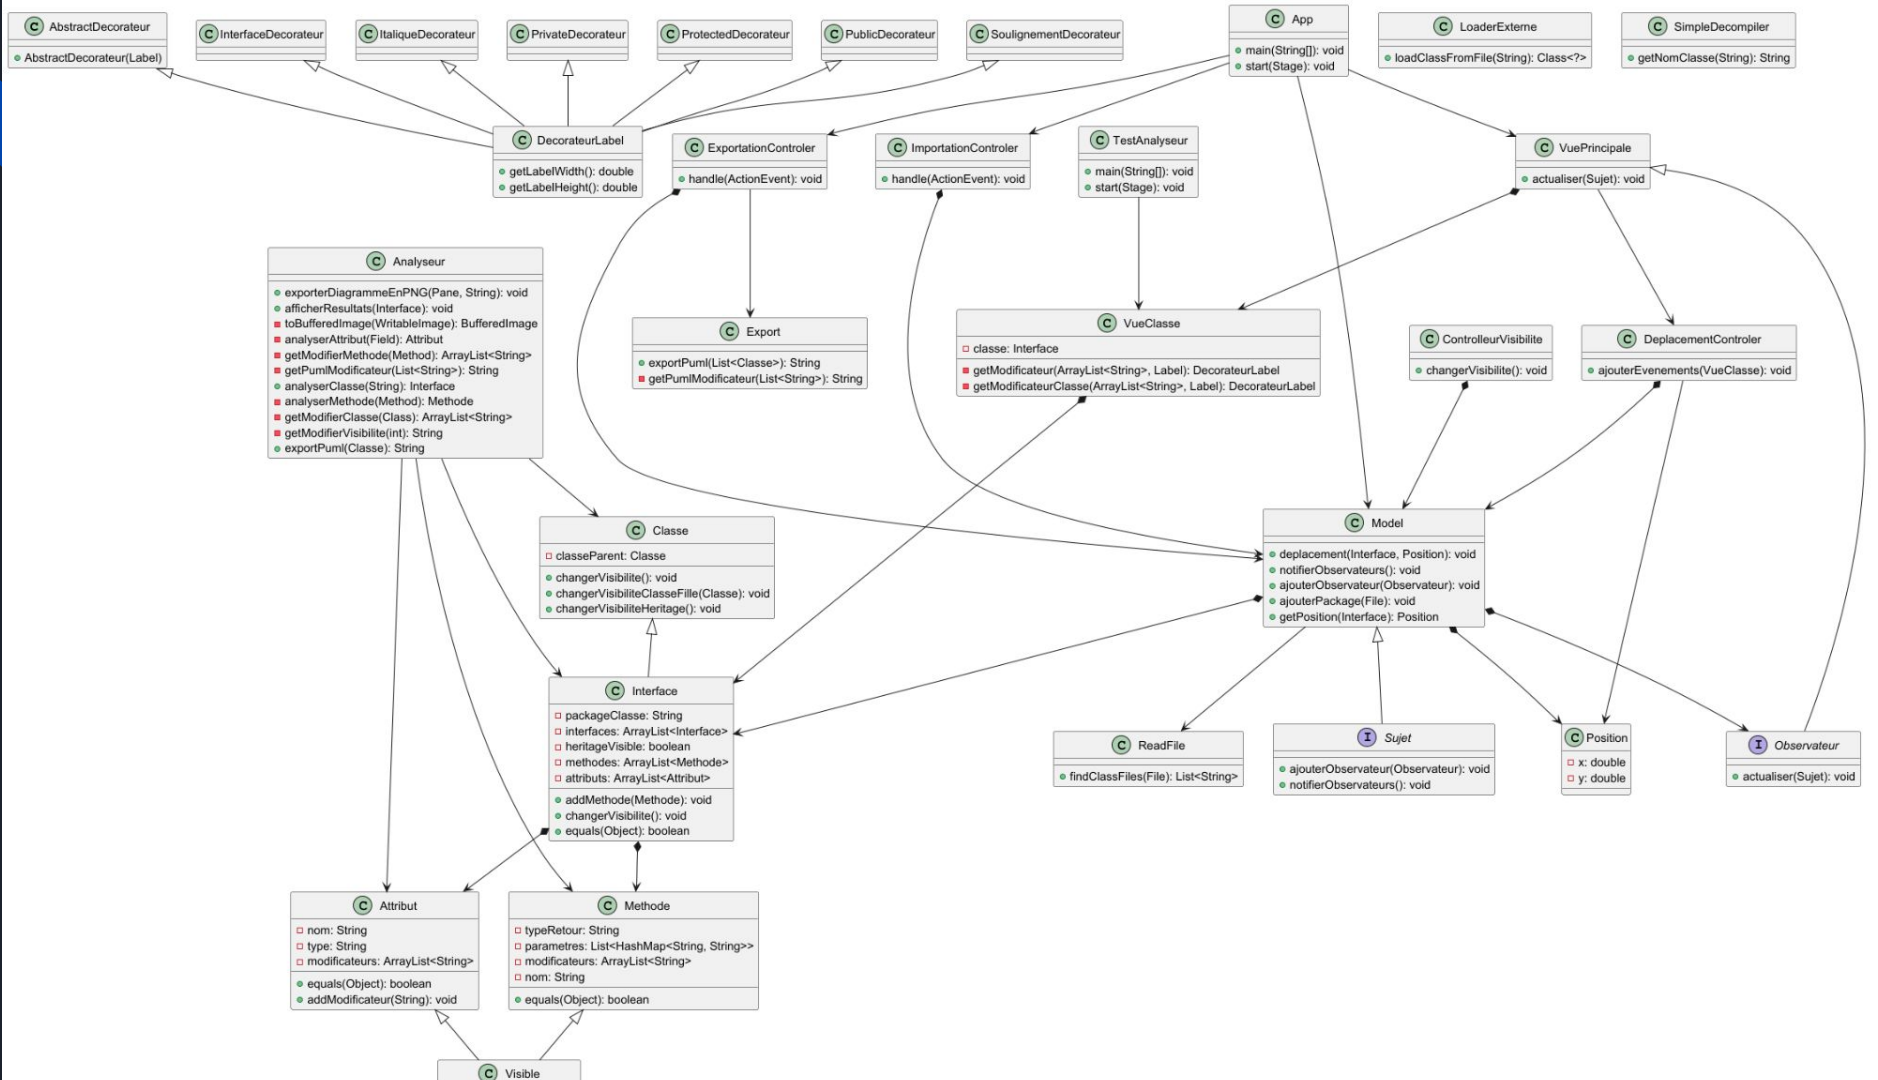 C AbstractDecorateur
AbstractDecorateur(Label)
C InterfaceDecorateur
C ItaliqueDecorateur
C PrivateDecorateur
C ProtectedDecorateur
C PublicDecorateur
C SoulignementDecorateur
C App
main(String[]): void
start(Stage): void
C LoaderExterne
loadClassFromFile(String): Class<?>
C SimpleDecompiler
getNomClasse(String): String
C DecorateurLabel
getLabelWidth(): double
getLabelHeight(): double
C ExportationControler
handle(ActionEvent): void
C ImportationControler
handle(ActionEvent): void
C TestAnalyseur
main(String[]): void
start(Stage): void
C VuePrincipale
actualiser(Sujet): void
C Analyseur
exporterDiagrammeEnPNG(Pane, String): void
afficherResultats(Interface): void
toBufferedImage(WritableImage): BufferedImage
analyserAttribut(Field): Attribut
getModifierMethode(Method): ArrayList<String>
getPumlModificateur(List<String>): String
analyserClasse(String): Interface
analyserMethode(Method): Methode
getModifierClasse(Class): ArrayList<String>
getModifierVisibilite(int): String
exportPuml(Classe): String
C Export
exportPuml(List<Classe>): String
getPumlModificateur(List<String>): String
C VueClasse
classe: Interface
getModificateur(ArrayList<String>, Label): DecorateurLabel
getModificateurClasse(ArrayList<String>, Label): DecorateurLabel
C ControlleurVisibilite
changerVisibilite(): void
C DeplacementControler
ajouterEvenements(VueClasse): void
C Classe
classeParent: Classe
changerVisibilite(): void
changerVisibiliteClasseFille(Classe): void
changerVisibiliteHeritage(): void
C Model
deplacement(Interface, Position): void
notifierObservateurs(): void
ajouterObservateur(Observateur): void
ajouterPackage(File): void
getPosition(Interface): Position
C Interface
packageClasse: String
interfaces: ArrayList<Interface>
heritageVisible: boolean
methodes: ArrayList<Methode>
attributs: ArrayList<Attribut>
addMethode(Methode): void
changerVisibilite(): void
equals(Object): boolean
C ReadFile
findClassFiles(File): List<String>
I Sujet
ajouterObservateur(Observateur): void
notifierObservateurs(): void
C Position
x: double
y: double
I Observateur
actualiser(Sujet): void
C Attribut
nom: String
type: String
modificateurs: ArrayList<String>
equals(Object): boolean
addModificateur(String): void
C Methode
typeRetour: String
parametres: List<HashMap<String, String>>
modificateurs: ArrayList<String>
nom: String
equals(Object): boolean
C Visible